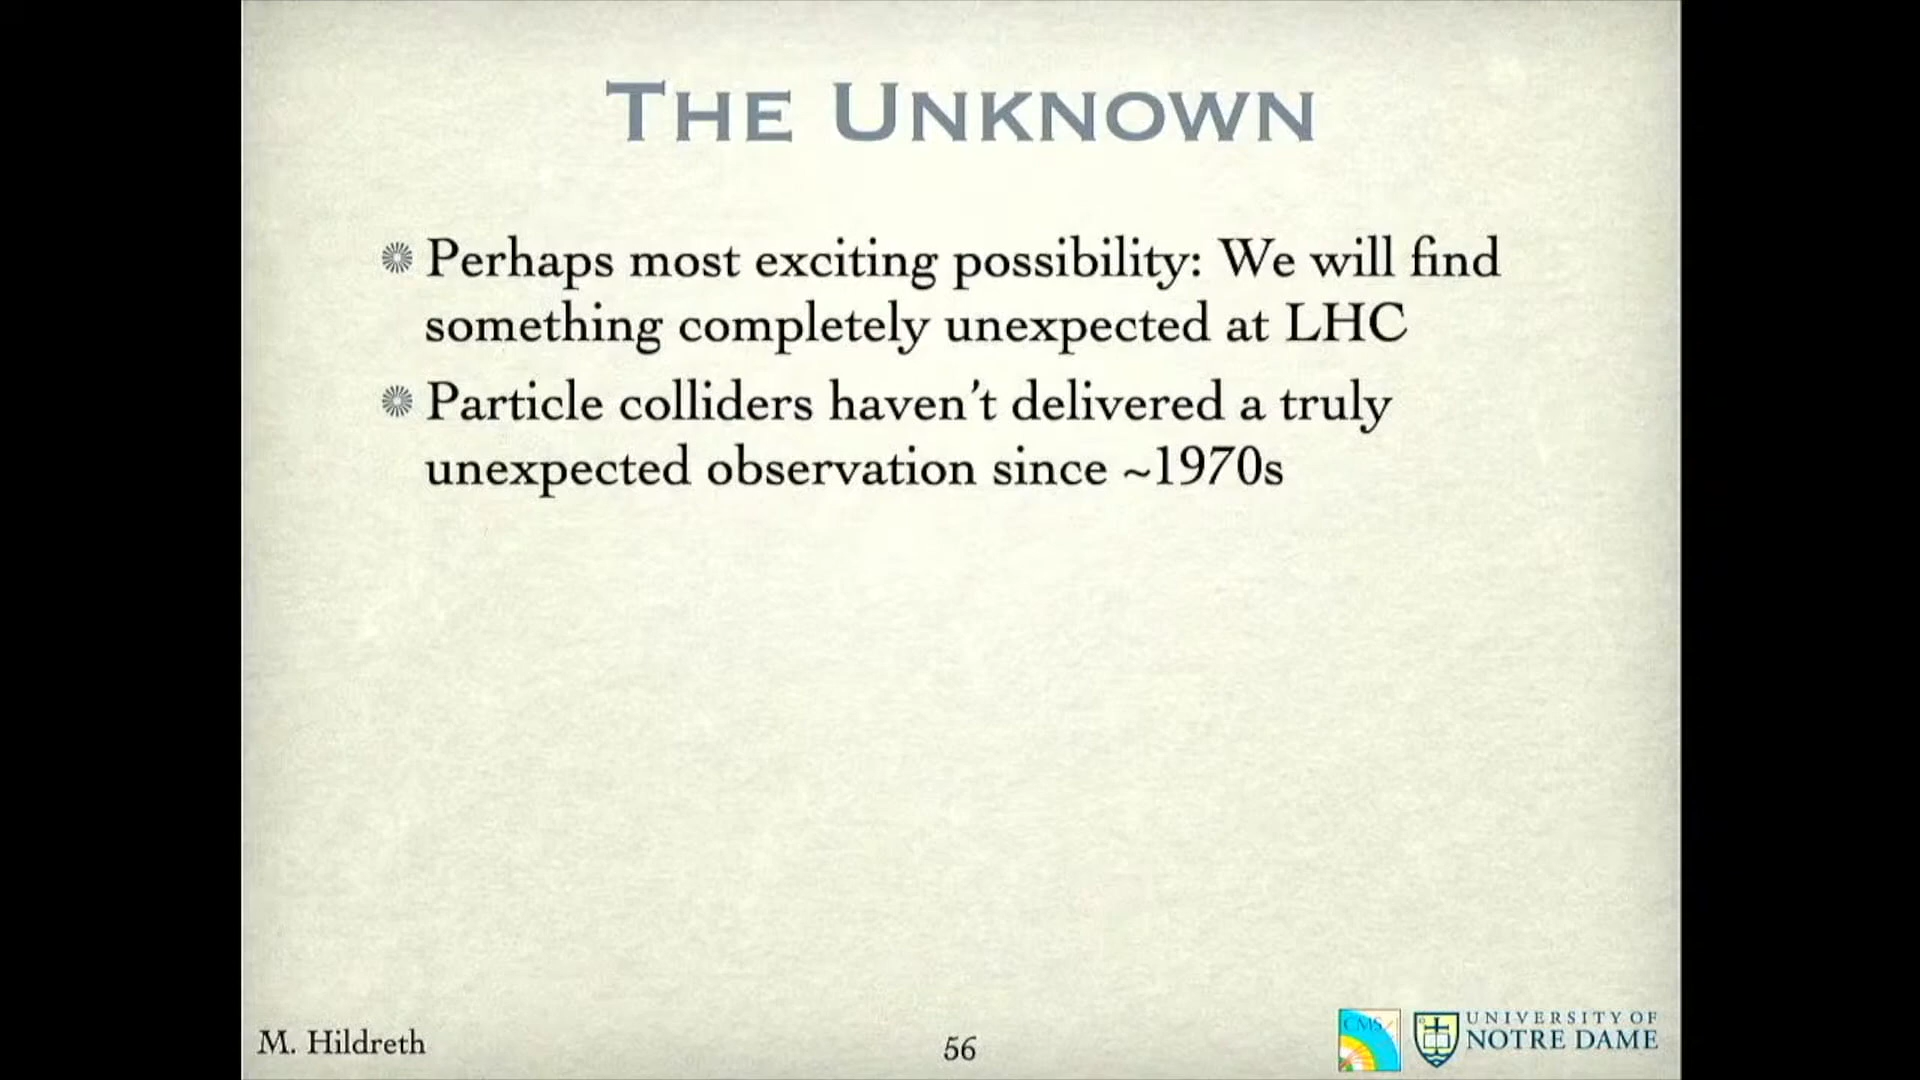 THE UNKNOWN
Perhaps most exciting possibility: We will find
something completely unexpected at LHC
Particle colliders haven't delivered a truly
unexpected observation since ~1970s
M. Hildreth
56
CMS
UNIVERSITY OF
NOTRE DAME